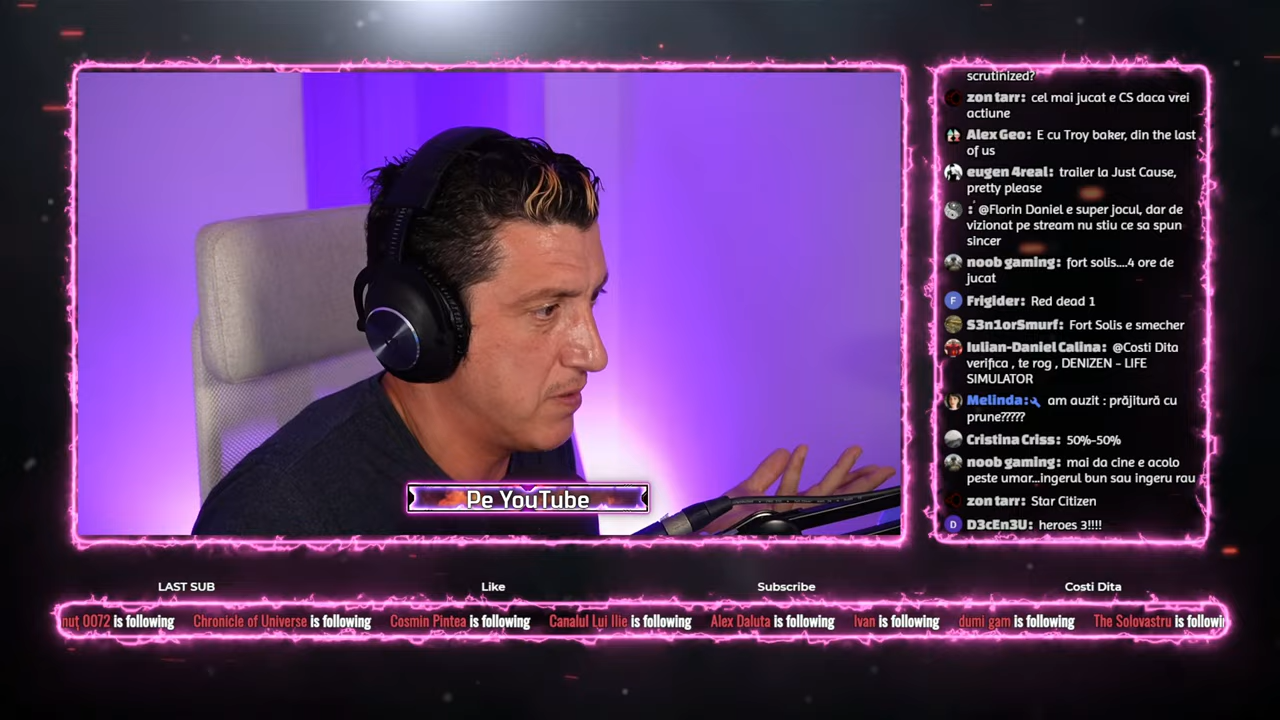 scrutinized?
zon tarr: cel mai jucat e CS daca vrei
actiune
Alex Geo: E cu Troy baker, din the last
of us
eugen 4real: trailer la Just Cause,
pretty please
: @Florin Daniel e super jocul, dar de
vizionat pe stream nu stiu ce sa spun
sincer
noob gaming: fort solis....4 ore de
jucat
F Frigider: Red dead 1
S3n1orSmurf: Fort Solis e smecher
Iulian-Daniel Calina: @Costi Dita
verifica , te rog , DENIZEN - LIFE
SIMULATOR
Melinda: am auzit : prăjitură cu
prune?????
Cristina Criss: 50%-50%
noob gaming: mai da cine e acolo
peste umar...ingerul bun sau ingeru rau
zon tarr: Star Citizen
D D3cEn3U: heroes 3!!!!
Pe YouTube
LAST SUB Like Subscribe Costi Dita
nuț 0072 is following Chronicle of Universe is following Cosmin Pintea is following Canalul Lui Ilie is following Alex Daluta is following Ivan is following dumi gam is following The Solovastru is followi